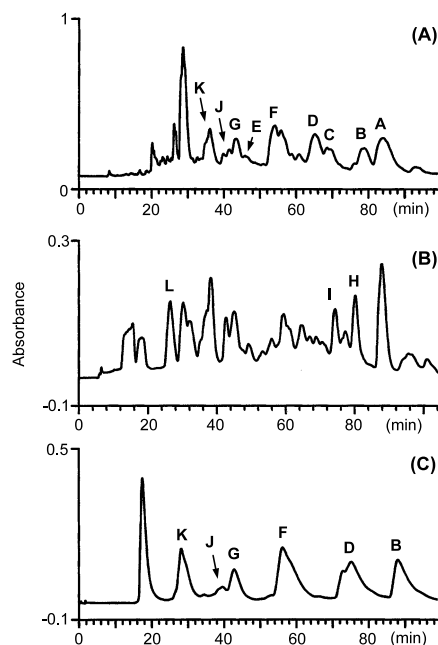 1
(A)
K
J
G
E
F
D
C
B
A
0
0 20 40 60 80 (min)
Absorbance
0.3
(B)
L
I
H
-0.1
0 20 40 60 80 (min)
0.5
(C)
K
J
G
F
D
B
-0.1
0 20 40 60 80 (min)